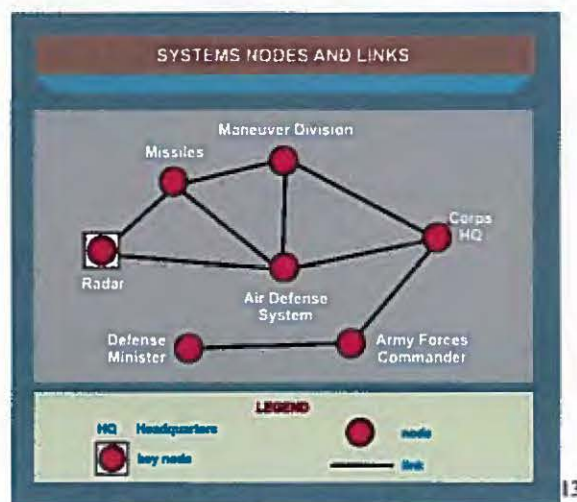 SYSTEMS NODES AND LINKS
Maneuver Division
Missiles
Corps
HQ
Radar
Air Defense
System
Defense
Minister
Army Forces
Commander
LEGEND
HQ Headquarters
node
key node
link
13